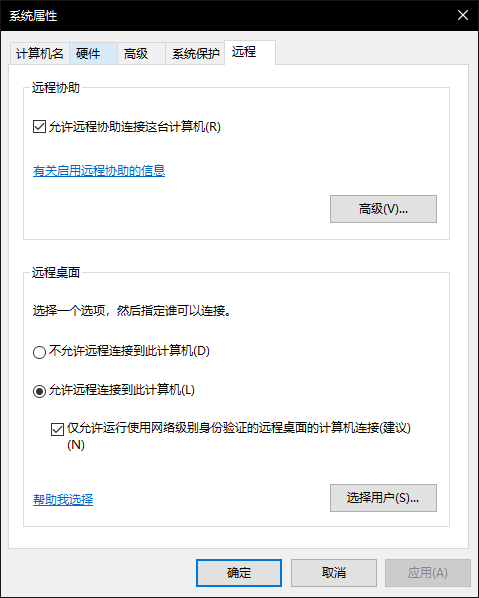 系统属性
计算机名 硬件 高级 系统保护 远程
远程协助
允许远程协助连接这台计算机(R)
有关启用远程协助的信息
高级(V)...
远程桌面
选择一个选项，然后指定谁可以连接。
不允许远程连接到此计算机(D)
允许远程连接到此计算机(L)
仅允许运行使用网络级别身份验证的远程桌面的计算机连接(建议)
(N)
帮助我选择
选择用户(S)...
确定 取消 应用(A)